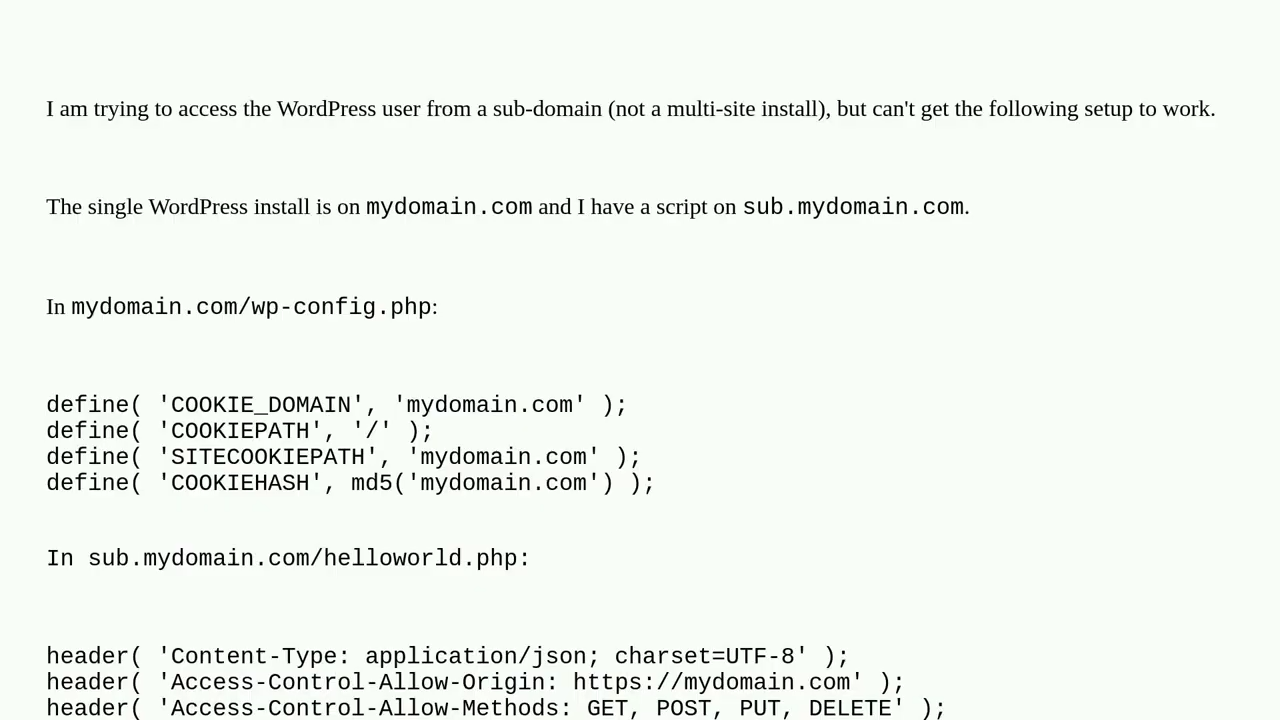 I am trying to access the WordPress user from a sub-domain (not a multi-site install), but can't get the following setup to work.
The single WordPress install is on mydomain.com and I have a script on sub.mydomain.com.
In mydomain.com/wp-config.php:
define( 'COOKIE_DOMAIN', 'mydomain.com' );
define( 'COOKIEPATH', '/' );
define( 'SITECOOKIEPATH', 'mydomain.com' );
define( 'COOKIEHASH', md5('mydomain.com') );
In sub.mydomain.com/helloworld.php:
header( 'Content-Type: application/json; charset=UTF-8' );
header( 'Access-Control-Allow-Origin: https://mydomain.com' );
header( 'Access-Control-Allow-Methods: GET, POST, PUT, DELETE' );